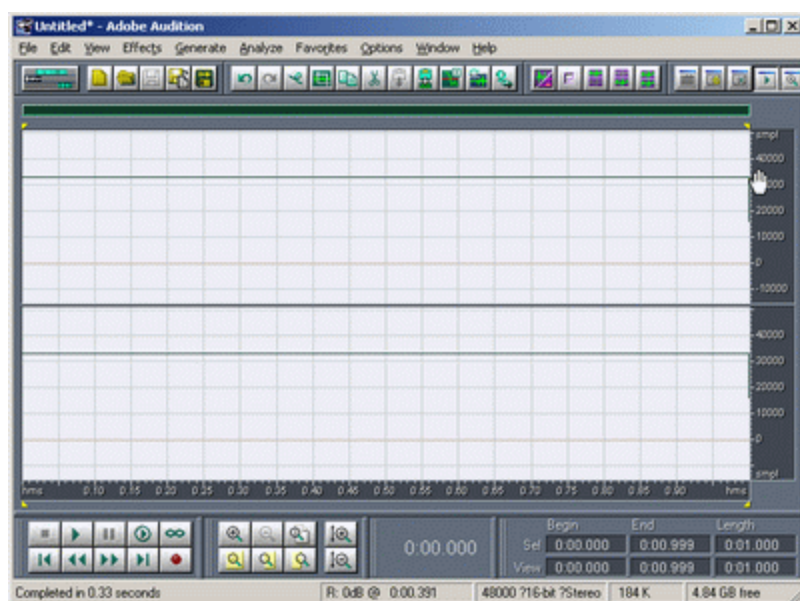 Untitled* - Adobe Audition
File Edit View Effects Generate Analyze Favorites Options Window Help
F
smpl
40000
20000
10000
0
-10000
40000
30000
20000
10000
0
smpl
hms 0.10 0.15 0.20 0.25 0.30 0.35 0.40 0.45 0.50 0.55 0.60 0.65 0.70 0.75 0.80 0.85 0.90 hms
Begin End Length
0:00.000
Sel 0:00.000 0:00.999 0:01.000
View 0:00.000 0:00.999 0:01.000
Completed in 0.33 seconds R: 0dB @ 0:00.391 48000 ?16-bit ?Stereo 184 K 4.84 GB free